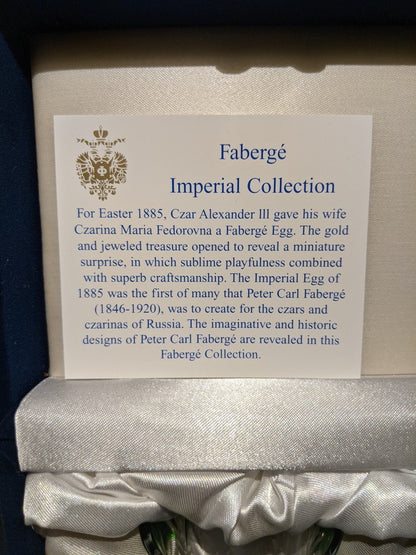 Fabergé
Imperial Collection
For Easter 1885, Czar Alexander lll gave his wife
Czarina Maria Fedorovna a Fabergé Egg. The gold
and jeweled treasure opened to reveal a miniature
surprise, in which sublime playfulness combined
with superb craftsmanship. The Imperial Egg of
1885 was the first of many that Peter Carl Fabergé
(1846-1920), was to create for the czars and
czarinas of Russia. The imaginative and historic
designs of Peter Carl Fabergé are revealed in this
Fabergé Collection.